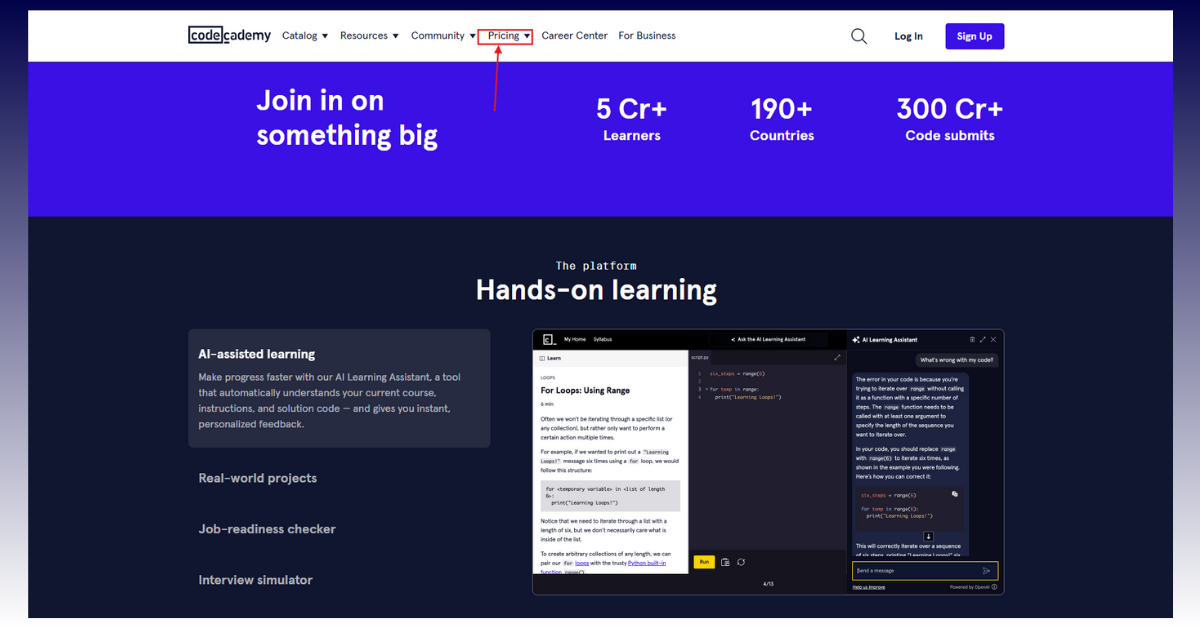 codecademy Catalog Resources Community Pricing Career Center For Business Log In Sign Up
Join in on
something big
5 Cr+
Learners
190+
Countries
300 Cr+
Code submits
The platform
Hands-on learning
AI-assisted learning
Make progress faster with our AI Learning Assistant, a tool
that automatically understands your current course,
instructions, and solution code — and gives you instant,
personalized feedback.
Real-world projects
Job-readiness checker
Interview simulator
My Home Syllabus
Ask the AI Learning Assistant
Learn
LOOPS
For Loops: Using Range
6 min
Often we won't be iterating through a specific list (or
any collection), but rather only want to perform a
certain action multiple times.
For example, if we wanted to print out a "Learning
Loops!" message six times using a for loop, we would
follow this structure:
for <temporary variable> in <list of length
6>:
print("Learning Loops!")
Notice that we need to iterate through a list with a
length of six, but we don't necessarily care what is
inside of the list.
To create arbitrary collections of any length, we can
pair our for loops with the trusty Python built-in
function range()
script.py
1 six_steps = range(6)
2
3 for temp in range:
4 print("Learning Loops!")
Run
4/13
AI Learning Assistant
What's wrong with my code?
The error in your code is because you're
trying to iterate over range without calling
it as a function with a specific number of
steps. The range function needs to be
called with at least one argument to
specify the length of the sequence you
want to iterate over.
In your code, you should replace range
with range(6) to iterate six times, as
shown in the example you were following.
Here's how you can correct it:
six_steps = range(6)
for temp in range(6):
print("Learning Loops!")
This will correctly iterate over a sequence
of six steps, printing "Learning Loops!" six
Send a message
Help us improve
Powered by OpenAI